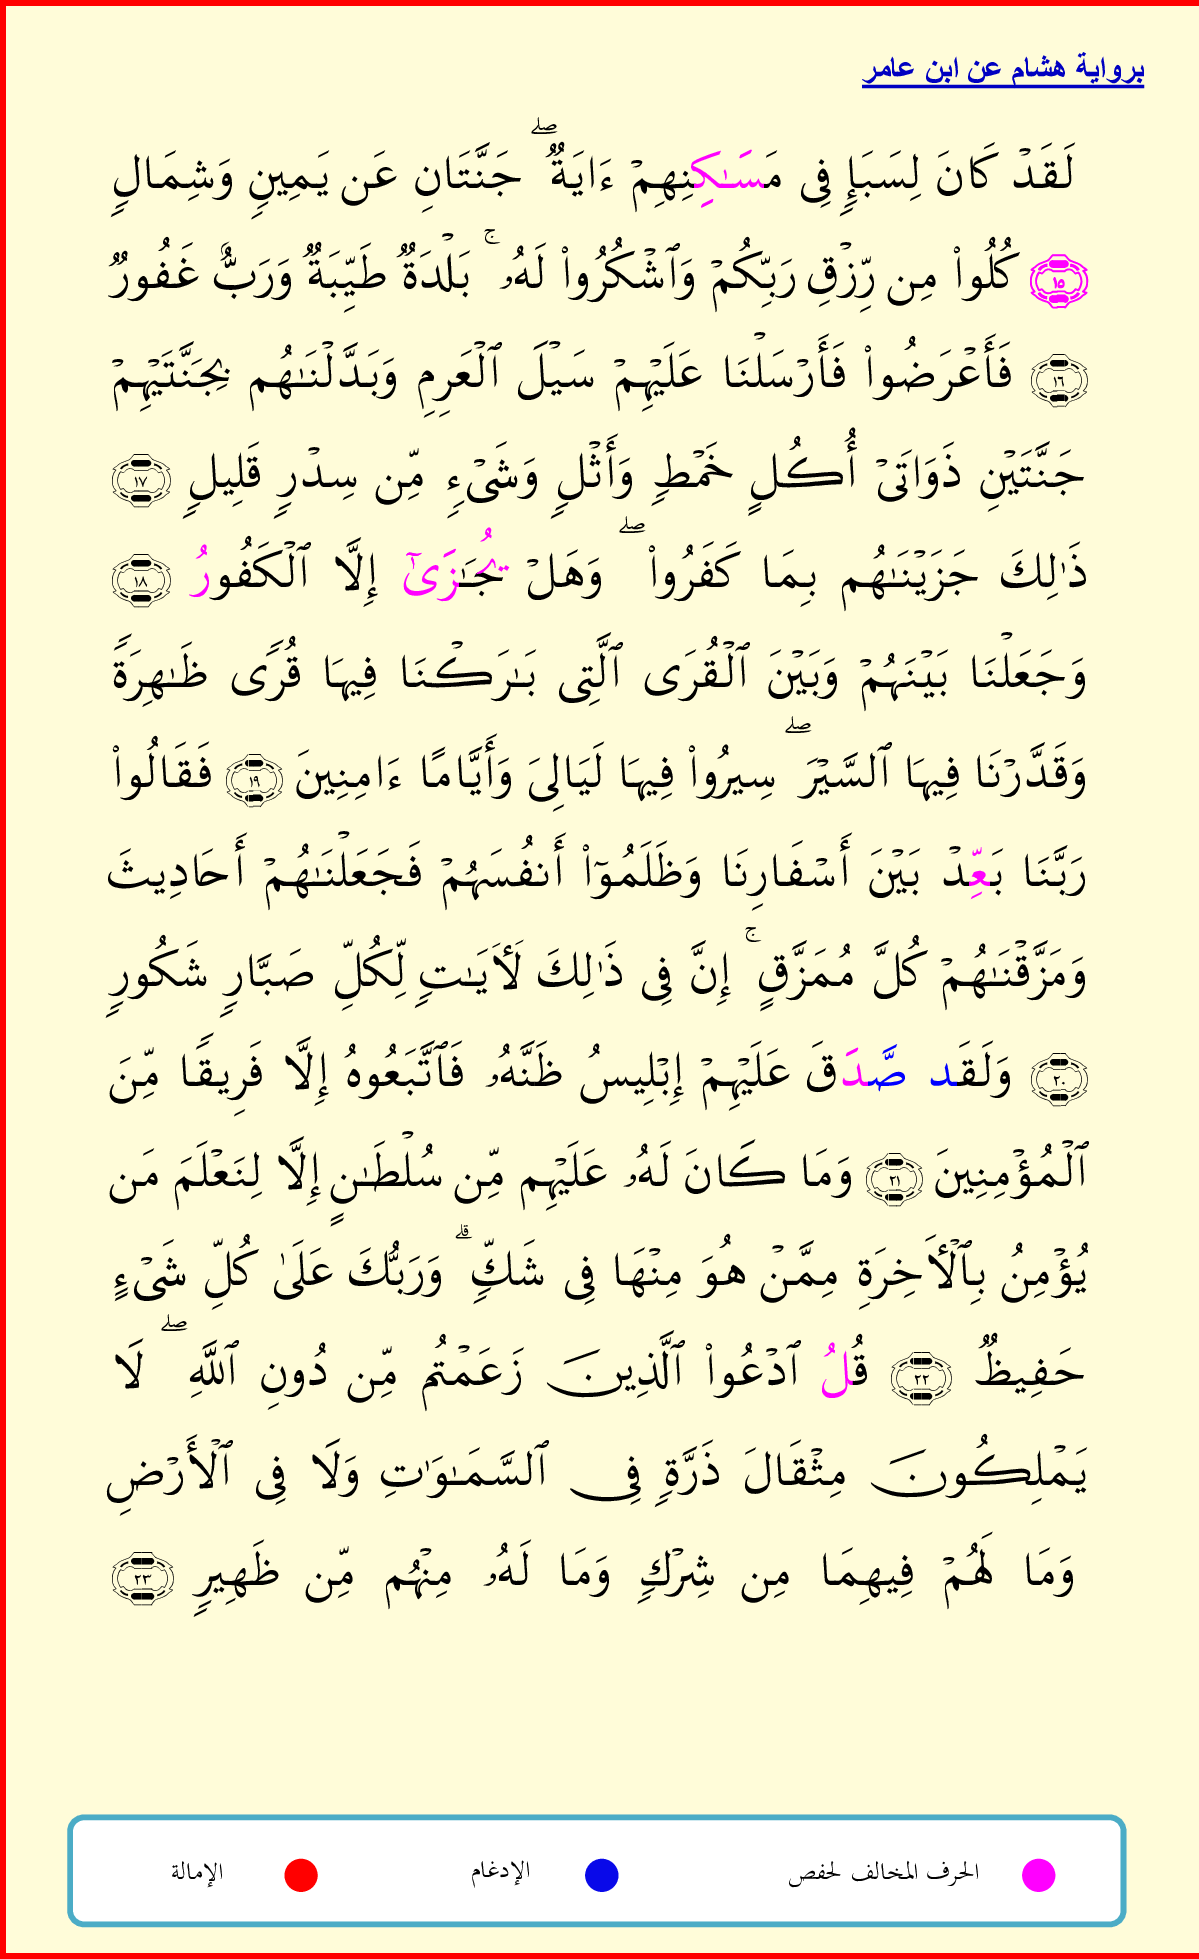 برواية هشام عن ابن عامر
لَقَدْ كَانَ لِسَبَإٍ فِى مَسَـٰكِنِهِمْ ءَايَةٌ ۖ جَنَّتَانِ عَن يَمِينٍ وَشِمَالٍ
١٥ كُلُوا۟ مِن رِّزْقِ رَبِّكُمْ وَٱشْكُرُوا۟ لَهُۥ ۚ بَلْدَةٌ طَيِّبَةٌ وَرَبٌّ غَفُورٌ
١٦ فَأَعْرَضُوا۟ فَأَرْسَلْنَا عَلَيْهِمْ سَيْلَ ٱلْعَرِمِ وَبَدَّلْنَـٰهُم بِجَنَّتَيْهِمْ
جَنَّتَيْنِ ذَوَاتَىْ أُكُلٍ خَمْطٍ وَأَثْلٍ وَشَىْءٍ مِّن سِدْرٍ قَلِيلٍ ١٧
ذَٰلِكَ جَزَيْنَـٰهُم بِمَا كَفَرُوا۟ ۖ وَهَلْ يُجَـٰزَىٰٓ إِلَّا ٱلْكَفُورُ ١٨
وَجَعَلْنَا بَيْنَهُمْ وَبَيْنَ ٱلْقُرَى ٱلَّتِى بَـٰرَكْنَا فِيهَا قُرًى ظَـٰهِرَةً
وَقَدَّرْنَا فِيهَا ٱلسَّيْرَ ۖ سِيرُوا۟ فِيهَا لَيَالِىَ وَأَيَّامًا ءَامِنِينَ ١٩ فَقَالُوا۟
رَبَّنَا بَعِّدْ بَيْنَ أَسْفَارِنَا وَظَلَمُوٓا۟ أَنفُسَهُمْ فَجَعَلْنَـٰهُمْ أَحَادِيثَ
وَمَزَّقْنَـٰهُمْ كُلَّ مُمَزَّقٍ ۚ إِنَّ فِى ذَٰلِكَ لَـَٔايَـٰتٍ لِّكُلِّ صَبَّارٍ شَكُورٍ
٢٠ وَلَقَد صَّدَقَ عَلَيْهِمْ إِبْلِيسُ ظَنَّهُۥ فَٱتَّبَعُوهُ إِلَّا فَرِيقًا مِّنَ
ٱلْمُؤْمِنِينَ ٢١ وَمَا كَانَ لَهُۥ عَلَيْهِم مِّن سُلْطَـٰنٍ إِلَّا لِنَعْلَمَ مَن
يُؤْمِنُ بِٱلْـَٔاخِرَةِ مِمَّنْ هُوَ مِنْهَا فِى شَكٍّ ۗ وَرَبُّكَ عَلَىٰ كُلِّ شَىْءٍ
حَفِيظٌ ٢٢ قُلُ ٱدْعُوا۟ ٱلَّذِينَ زَعَمْتُم مِّن دُونِ ٱللَّهِ ۖ لَا
يَمْلِكُونَ مِثْقَالَ ذَرَّةٍ فِى ٱلسَّمَـٰوَٰتِ وَلَا فِى ٱلْأَرْضِ
وَمَا لَهُمْ فِيهِمَا مِن شِرْكٍ وَمَا لَهُۥ مِنْهُم مِّن ظَهِيرٍ ٢٣
الحرف المخالف لحفص الإدغام الإمالة